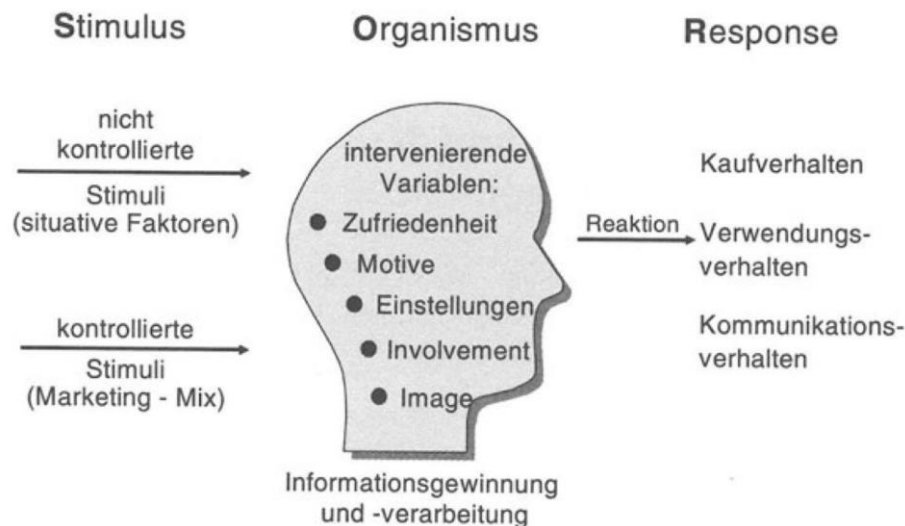 Stimulus
Organismus
Response
nicht
kontrollierte
Stimuli
(situative Faktoren)
kontrollierte
Stimuli
(Marketing - Mix)
intervenierende
Variablen:
Zufriedenheit
Motive
Einstellungen
Involvement
Image
Informationsgewinnung
und -verarbeitung
Reaktion
Kaufverhalten
Verwendungs-
verhalten
Kommunikations-
verhalten